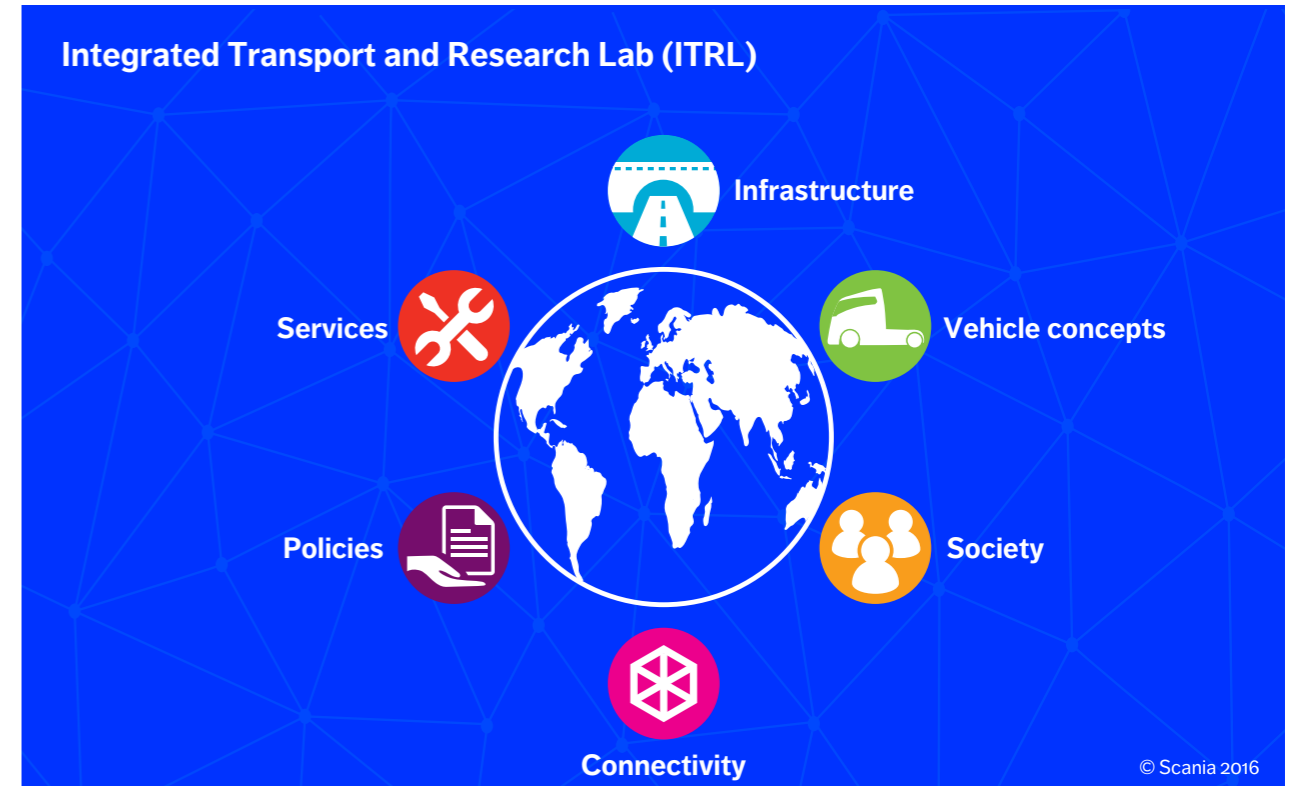 Integrated Transport and Research Lab (ITRL)
Infrastructure
Services
Vehicle concepts
Policies
Society
Connectivity
© Scania 2016